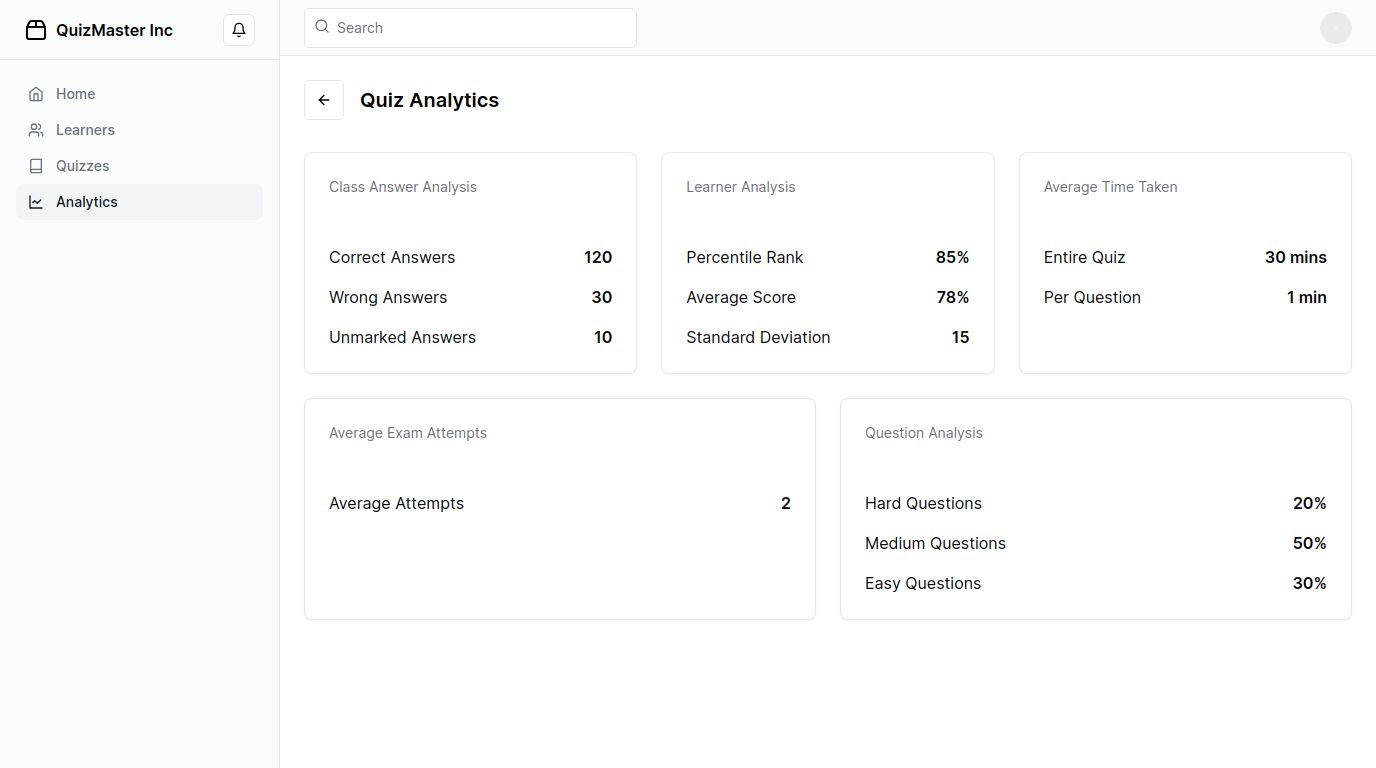 QuizMaster Inc
Search
Home
Learners
Quizzes
Analytics
Quiz Analytics
Class Answer Analysis
Correct Answers 120
Wrong Answers 30
Unmarked Answers 10
Learner Analysis
Percentile Rank 85%
Average Score 78%
Standard Deviation 15
Average Time Taken
Entire Quiz 30 mins
Per Question 1 min
Average Exam Attempts
Average Attempts 2
Question Analysis
Hard Questions 20%
Medium Questions 50%
Easy Questions 30%